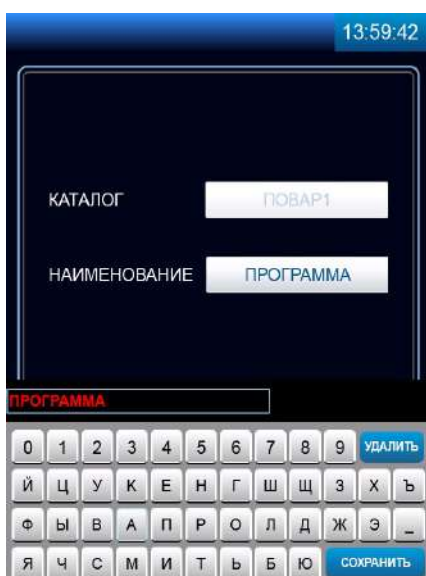 13:59:42
КАТАЛОГ ПОВАР1
НАИМЕНОВАНИЕ ПРОГРАММА
ПРОГРАММА
0 1 2 3 4 5 6 7 8 9 УДАЛИТЬ
Й Ц У К Е Н Г Ш Щ З Х Ъ
Ф Ы В А П Р О Л Д Ж Э _
Я Ч С М И Т Ь Б Ю СОХРАНИТЬ